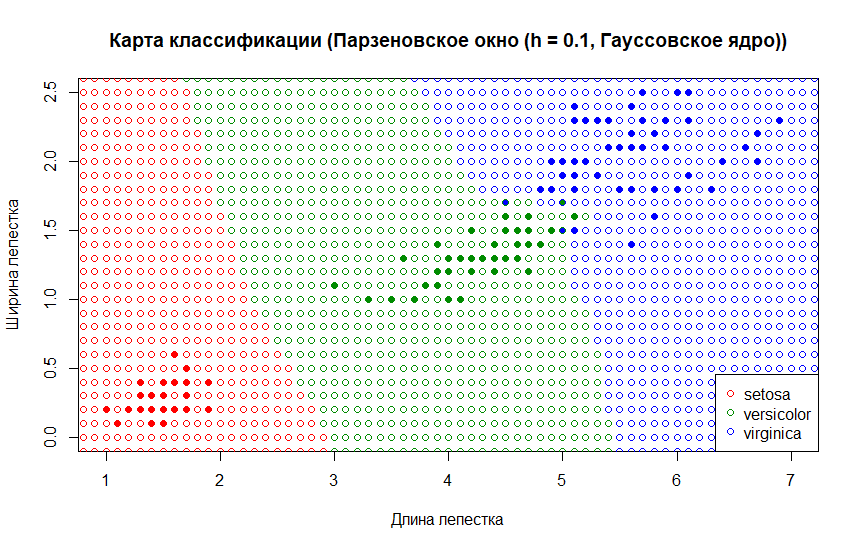 Карта классификации (Парзеновское окно (h = 0.1, Гауссовское ядро))
Ширина лепестка
2.5
2.0
1.5
1.0
0.5
0.0
setosa
versicolor
virginica
1 2 3 4 5 6 7
Длина лепестка